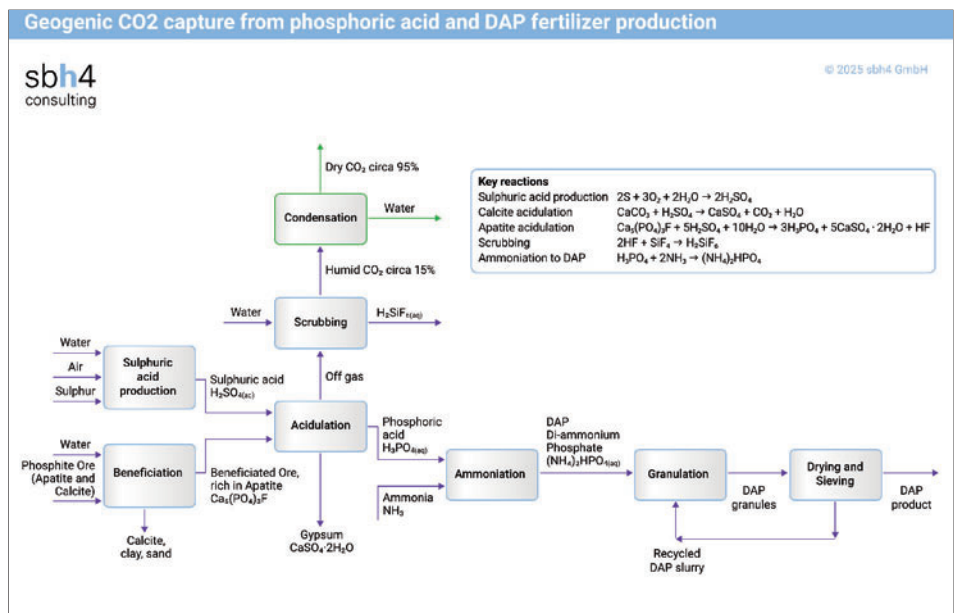 Geogenic CO2 capture from phosphoric acid and DAP fertilizer production
sbh4
consulting
© 2025 sbh4 GmbH
Dry CO₂ circa 95%
Condensation
Water
Humid CO₂ circa 15%
Key reactions
Sulphuric acid production 2S + 3O₂ + 2H₂O → 2H₂SO₄
Calcite acidulation CaCO₃ + H₂SO₄ → CaSO₄ + CO₂ + H₂O
Apatite acidulation Ca₅(PO₄)₃F + 5H₂SO₄ + 10H₂O → 3H₃PO₄ + 5CaSO₄ · 2H₂O + HF
Scrubbing 2HF + SiF₄ → H₂SiF₆
Ammoniation to DAP H₃PO₄ + 2NH₃ → (NH₄)₂HPO₄
Water
Scrubbing
H₂SiF₆(aq)
Off gas
Water
Air
Sulphur
Sulphuric
acid
production
Sulphuric acid
H₂SO₄(aq)
Acidulation
Water
Phosphite Ore
(Apatite and
Calcite)
Beneficiation
Beneficiated Ore,
rich in Apatite
Ca₅(PO₄)₃F
Calcite,
clay, sand
Gypsum
CaSO₄·2H₂O
Phosphoric
acid
H₃PO₄(aq)
Ammonia
NH₃
Ammoniation
DAP
Di-ammonium
Phosphate
(NH₄)₂HPO₄(aq)
Granulation
DAP
granules
Drying and
Sieving
DAP
product
Recycled
DAP slurry